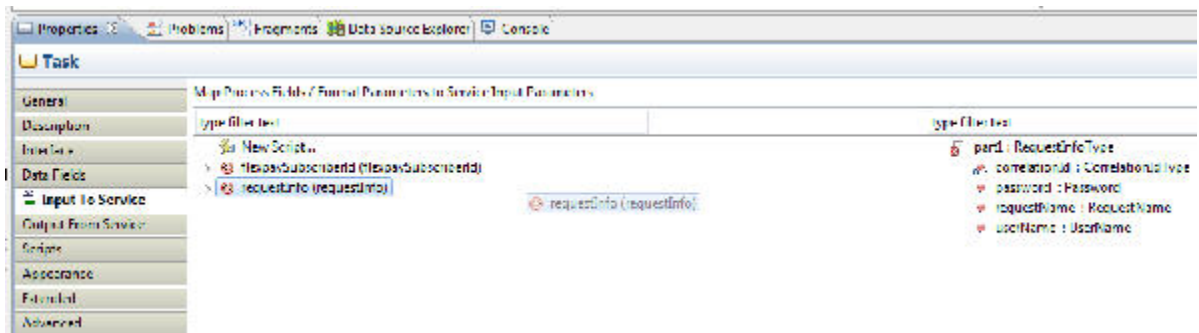 Properties Problems Fragments Data Source Explorer Console
Task
General
Description
Interface
Data Fields
Input To Service
Output From Service
Scripts
Appearance
Extended
Advanced
Map Process Fields / Formal Parameters to Service Input Parameters
type filter text
New Script...
flexpaySubscriberId (flexpaySubscriberId)
requestInfo (requestInfo)
requestInfo (requestInfo)
type filter text
part1 : RequestInfoType
correlationId : CorrelationIdType
password : Password
requestName : RequestName
userName : UserName